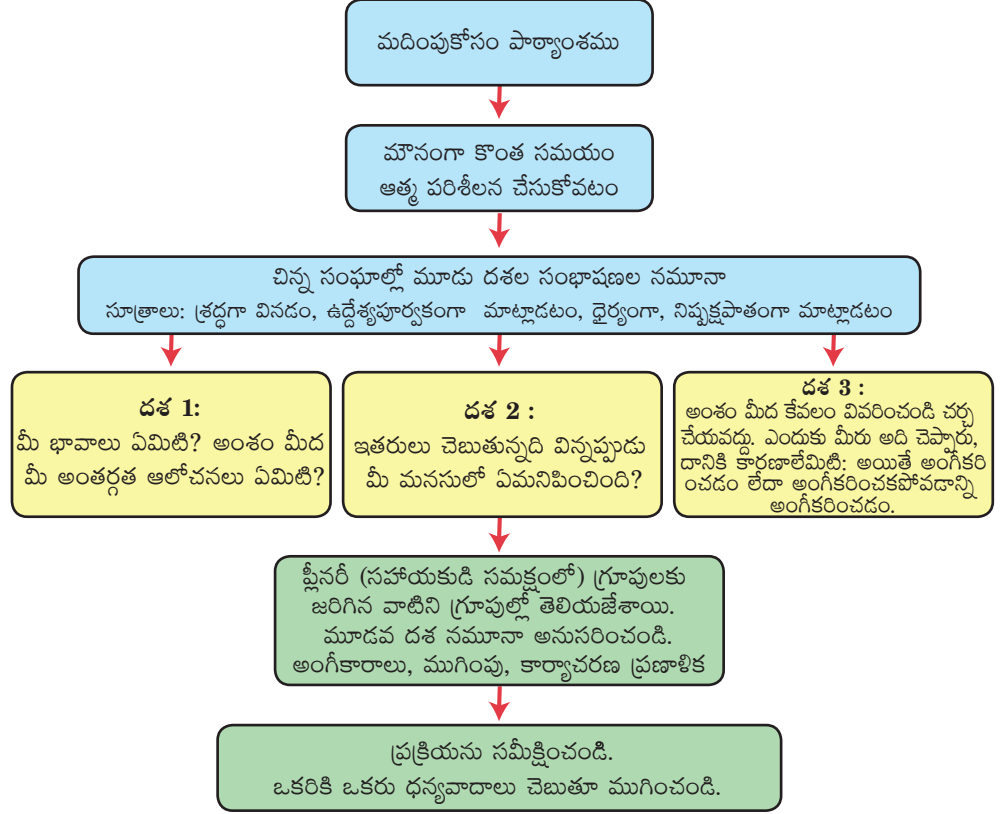 మదింపుకోసం పాఠ్యాంశము
మౌనంగా కొంత సమయం
ఆత్మ పరిశీలన చేసుకోవటం
చిన్న సంఘాల్లో మూడు దశల సంభాషణల నమూనా
సూత్రాలు: శ్రద్ధగా వినడం, ఉద్దేశ్యపూర్వకంగా మాట్లాడటం, ధైర్యంగా, నిష్పక్షపాతంగా మాట్లాడటం
దశ 1:
మీ భావాలు ఏమిటి? అంశం మీద
మీ అంతర్గత ఆలోచనలు ఏమిటి?
దశ 2 :
ఇతరులు చెబుతున్నది విన్నప్పుడు
మీ మనసులో ఏమనిపించింది?
దశ 3 :
అంశం మీద కేవలం వివరించండి చర్చ
చేయవద్దు. ఎందుకు మీరు అది చెప్పారు,
దానికి కారణాలేమిటి: అయితే అంగీకరి
ంచడం లేదా అంగీకరించకపోవడాన్ని
అంగీకరించడం.
ప్లీనరీ (సహాయకుడి సమక్షంలో) గ్రూపులకు
జరిగిన వాటిని గ్రూపుల్లో తెలియజేశాయి.
మూడవ దశ నమూనా అనుసరించండి.
అంగీకారాలు, ముగింపు, కార్యాచరణ ప్రణాళిక
ప్రక్రియను సమీక్షించండి.
ఒకరికి ఒకరు ధన్యవాదాలు చెబుతూ ముగించండి.